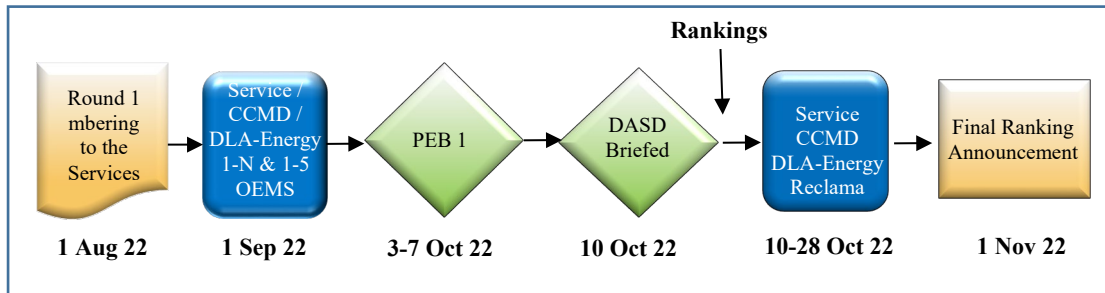 Rankings
Round 1
mbering
to the
Services
Service /
CCMD /
DLA-Energy
1-N & 1-5
OEMS
PEB 1
DASD
Briefed
Service
CCMD
DLA-Energy
Reclama
Final Ranking
Announcement
1 Aug 22
1 Sep 22
3-7 Oct 22
10 Oct 22
10-28 Oct 22
1 Nov 22